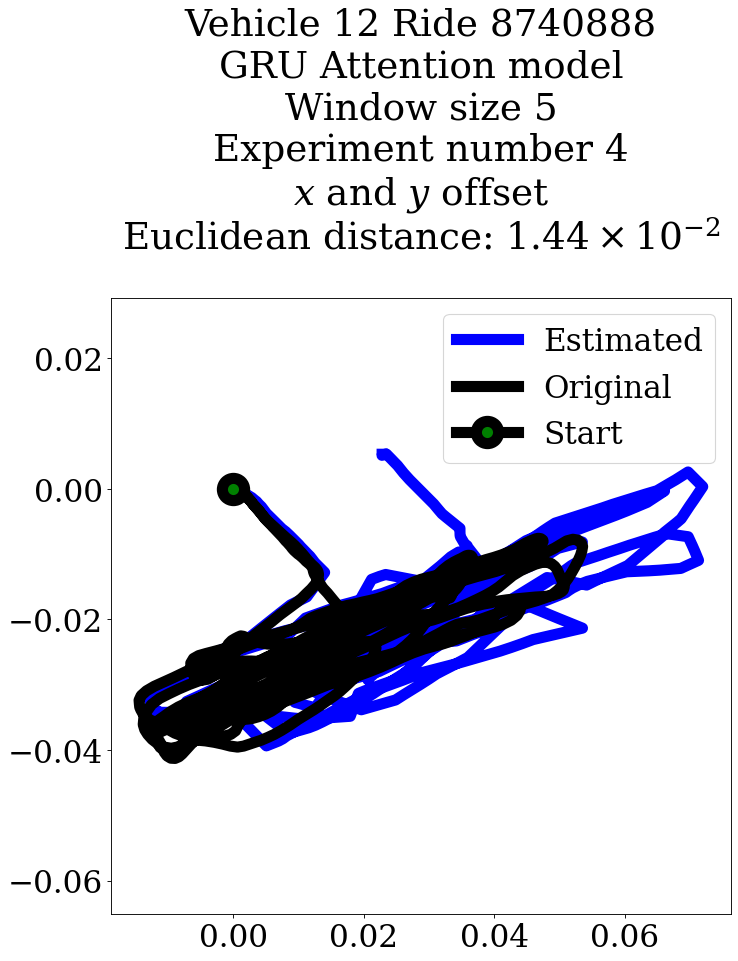 Vehicle 12 Ride 8740888
GRU Attention model
Window size 5
Experiment number 4
x and y offset
Euclidean distance: 1.44 × 10⁻²
Estimated
Original
Start
0.02
0.00
−0.02
−0.04
−0.06
0.00 0.02 0.04 0.06